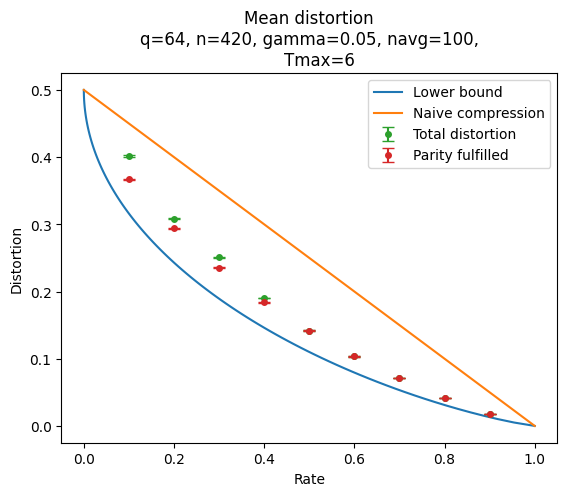 Mean distortion
q=64, n=420, gamma=0.05, navg=100,
Tmax=6
Lower bound
Naive compression
Total distortion
Parity fulfilled
0.5
0.4
0.3
0.2
0.1
0.0
Distortion
0.0 0.2 0.4 0.6 0.8 1.0
Rate